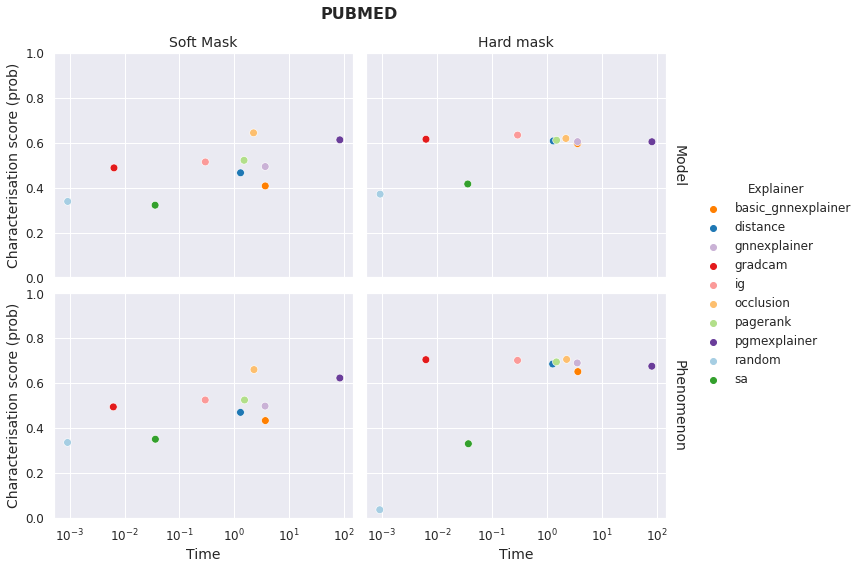 PUBMED
Soft Mask
Hard mask
Characterisation score (prob)
1.0
0.8
0.6
0.4
0.2
0.0
Model
Characterisation score (prob)
1.0
0.8
0.6
0.4
0.2
0.0
Phenomenon
10⁻³ 10⁻² 10⁻¹ 10⁰ 10¹ 10²
10⁻³ 10⁻² 10⁻¹ 10⁰ 10¹ 10²
Time
Time
Explainer
basic_gnnexplainer
distance
gnnexplainer
gradcam
ig
occlusion
pagerank
pgmexplainer
random
sa